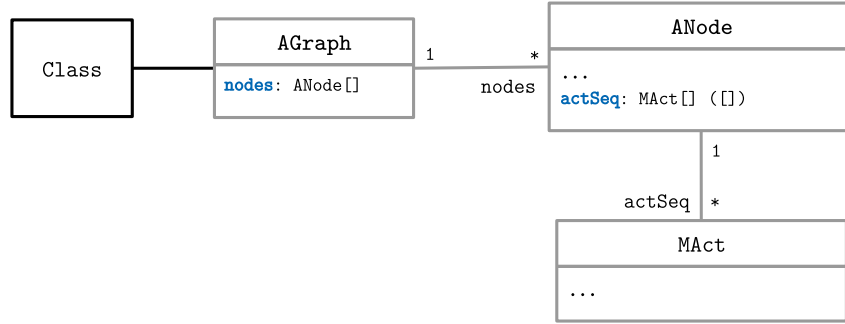 Class
AGraph
nodes: ANode[]
1
*
nodes
ANode
...
actSeq: MAct[] ([])
1
actSeq
*
MAct
...